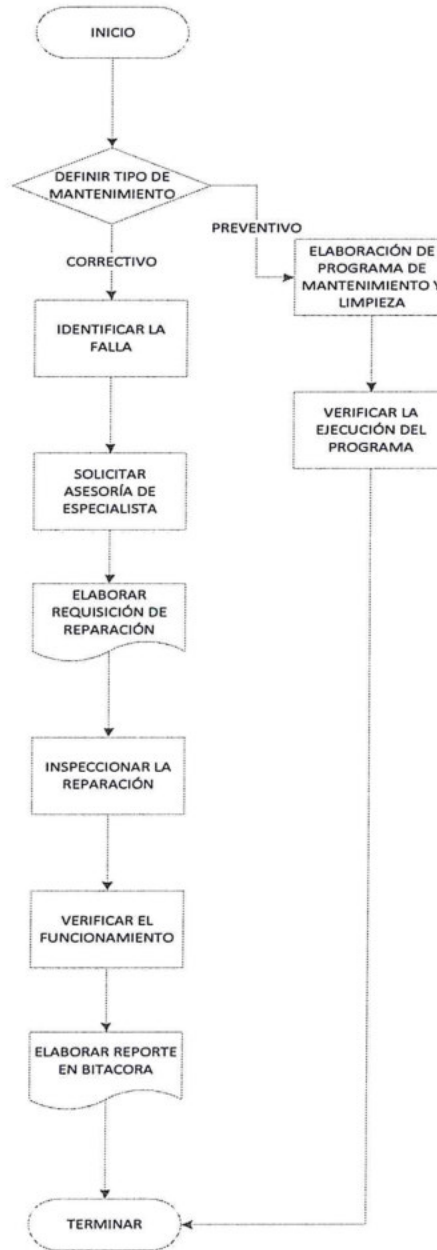 INICIO
DEFINIR TIPO DE
MANTENIMIENTO
PREVENTIVO
CORRECTIVO
ELABORACIÓN DE
PROGRAMA DE
MANTENIMIENTO Y
LIMPIEZA
IDENTIFICAR LA
FALLA
VERIFICAR LA
EJECUCIÓN DEL
PROGRAMA
SOLICITAR
ASESORÍA DE
ESPECIALISTA
ELABORAR
REQUISICIÓN DE
REPARACIÓN
INSPECCIONAR LA
REPARACIÓN
VERIFICAR EL
FUNCIONAMIENTO
ELABORAR REPORTE
EN BITACORA
TERMINAR